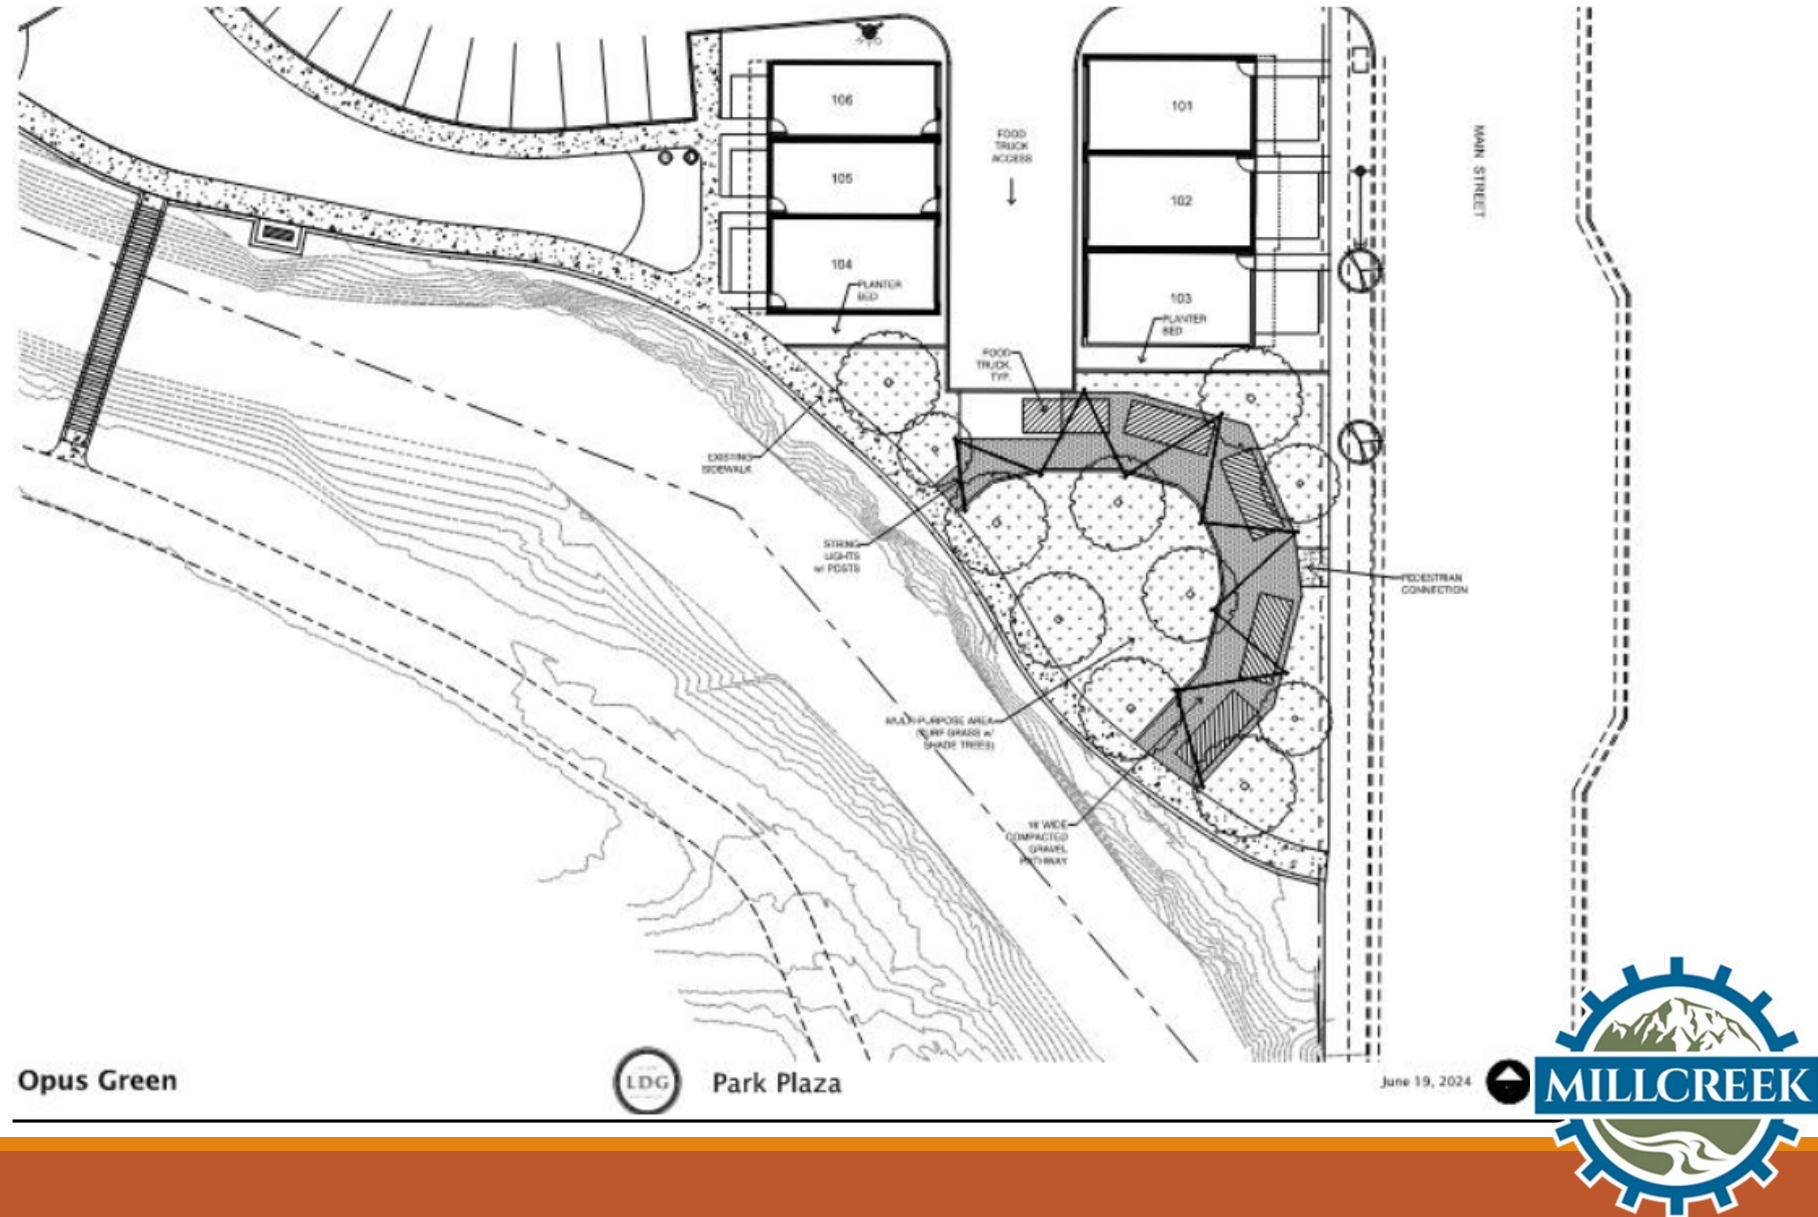 HYD
106
101
FOOD
TRUCK
ACCESS
MAIN STREET
105
102
104
PLANTER
BED
103
PLANTER
BED
FOOD
TRUCK,
TYP.
EXISTING
SIDEWALK
STRING
LIGHTS
w/ POSTS
PEDESTRIAN
CONNECTION
MULTI-PURPOSE AREA
(TURF GRASS w/
SHADE TREES)
WIDE
COMPACTED
GRAVEL
PATHWAY
Opus Green
LDG
Park Plaza
June 19, 2024
MILLCREEK